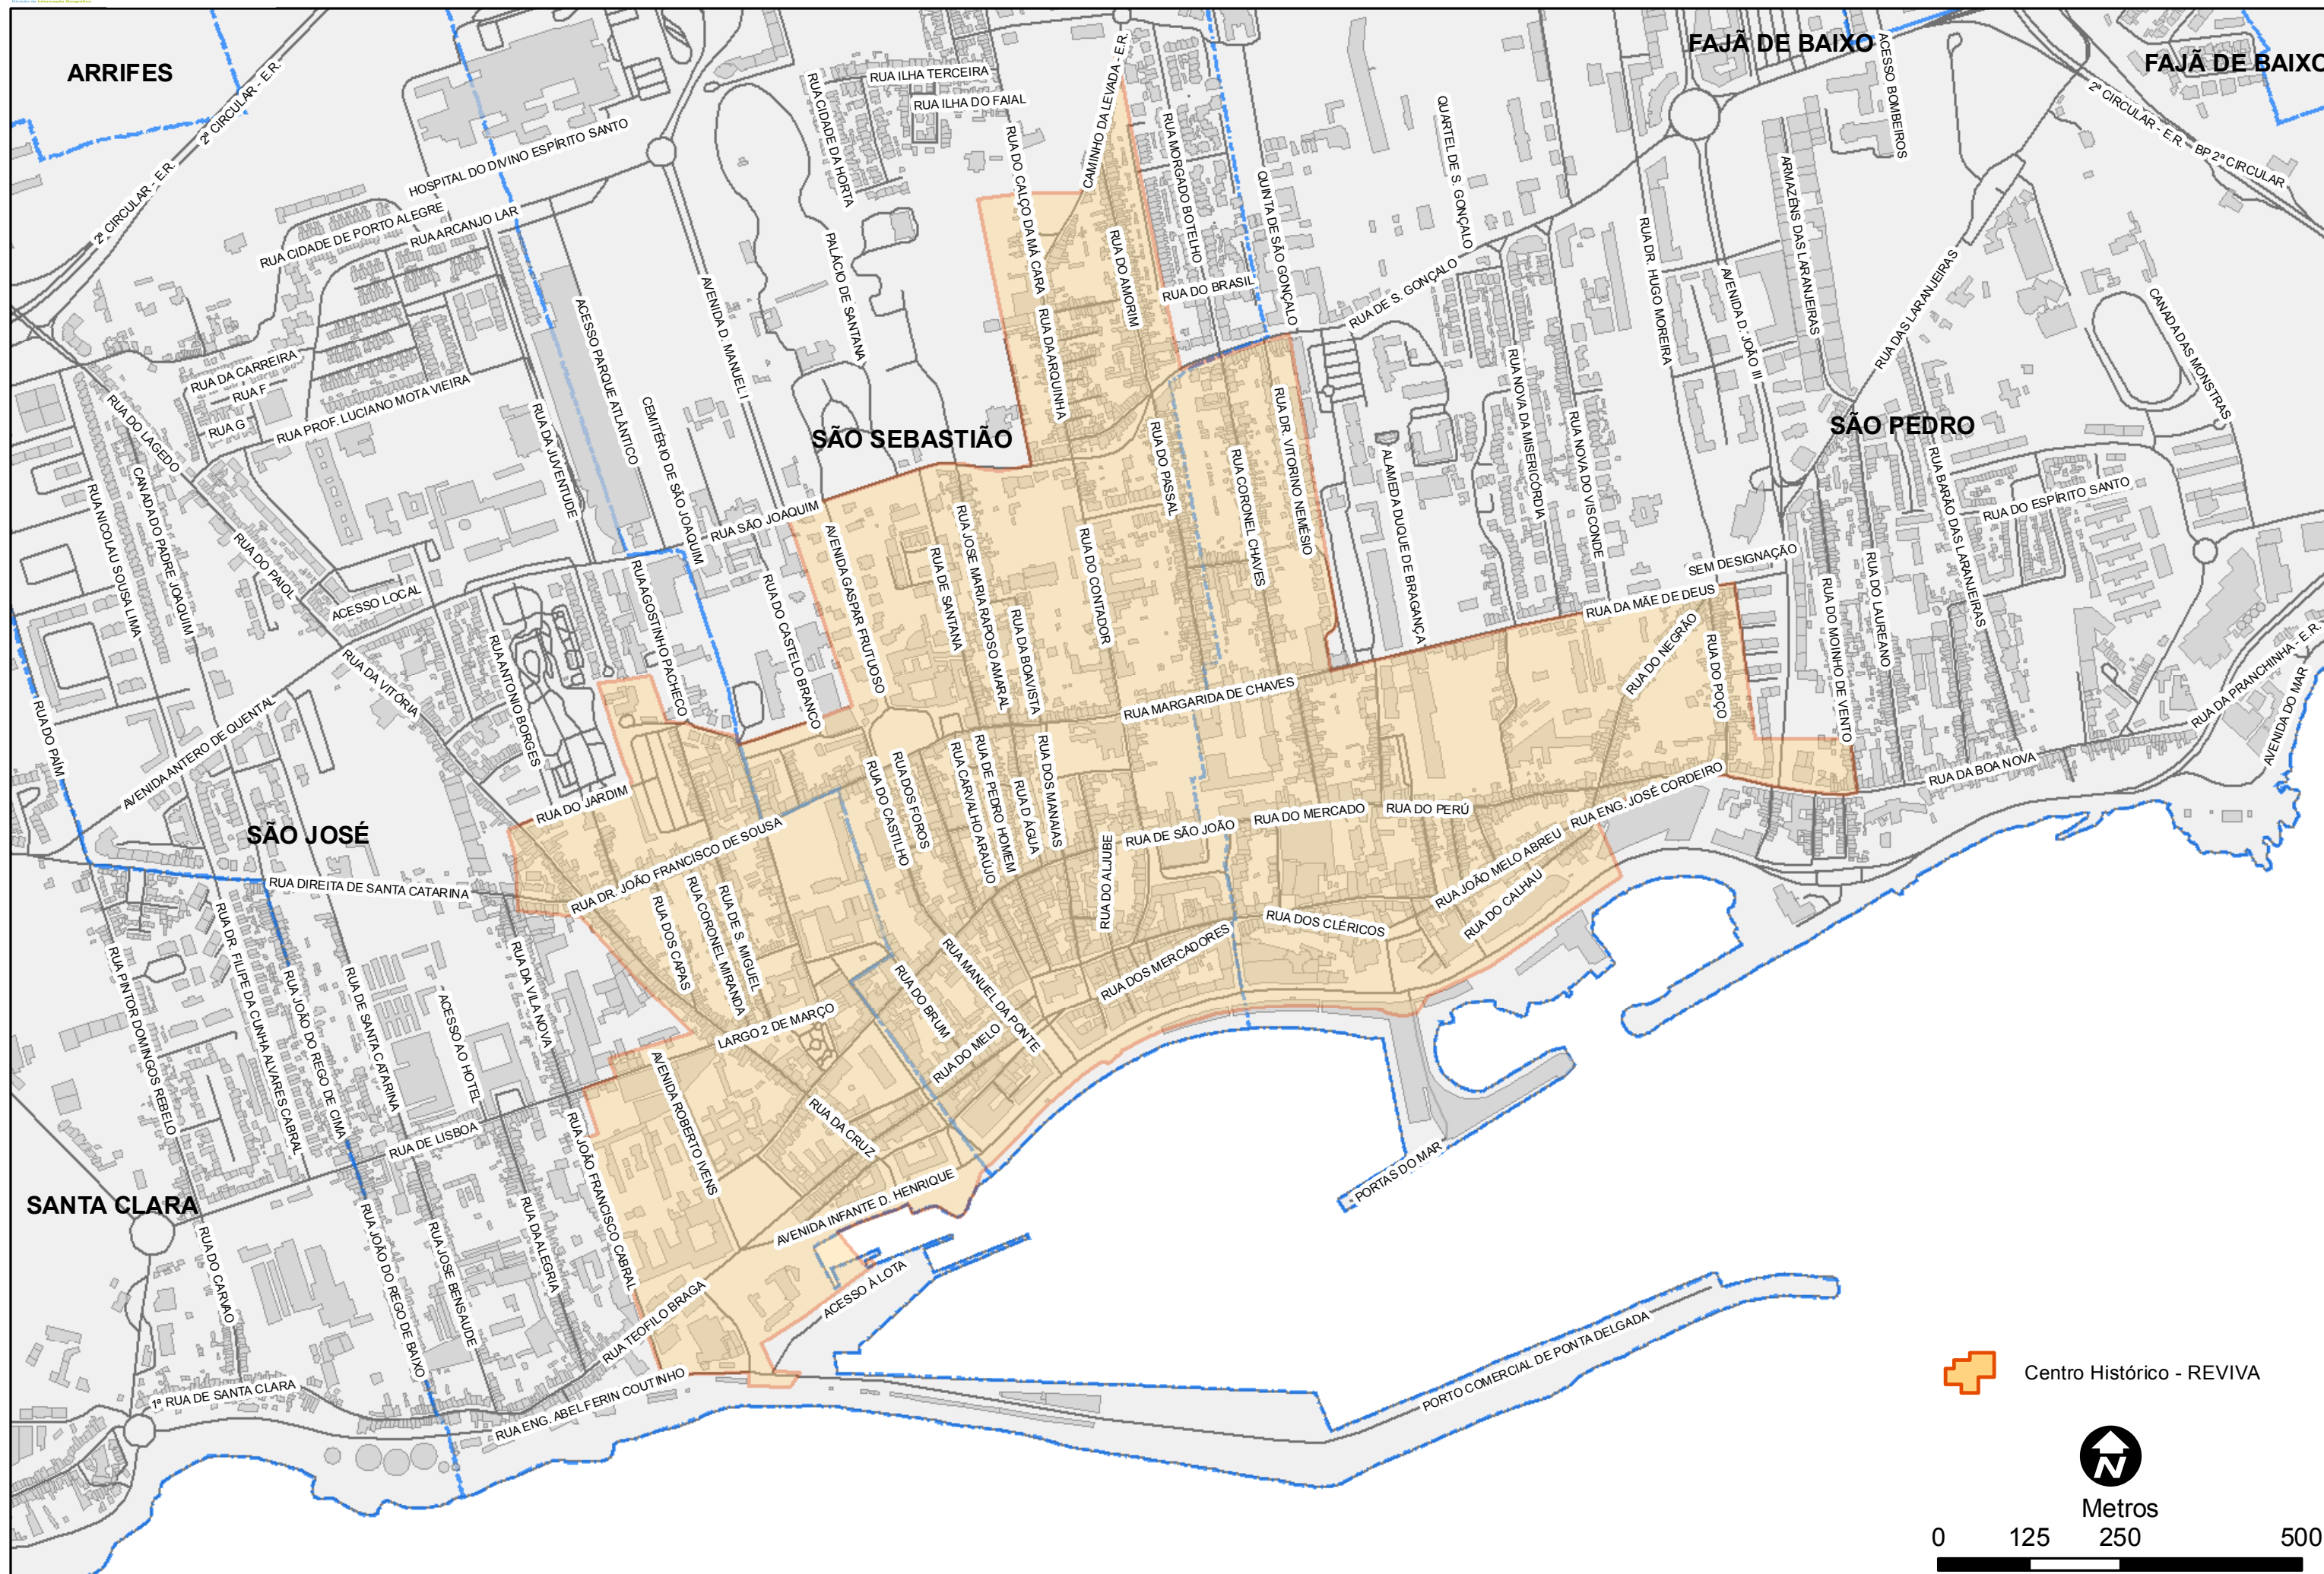 ARRIFES
FAJÃ DE BAIXO
FAJÃ DE BAIXO
2ª CIRCULAR - E.R.
2ª CIRCULAR - E.R.
HOSPITAL DO DIVINO ESPÍRITO SANTO
RUA CIDADE DE PORTO ALEGRE
RUA ARCANJO LAR
RUA ILHA TERCEIRA
RUA ILHA DO FAIAL
RUA CIDADE DA HORTA
PALÁCIO DE SANTANA
AVENIDA D. MANUEL I
ACESSO PARQUE ATLÂNTICO
CEMITÉRIO DE SÃO JOAQUIM
RUA DO CALÇO DA MÁ CARA
CAMINHO DA LEVADA - E.R.
RUA MORGADO BOTELHO
RUA DO AMORIM
RUA DO BRASIL
RUA DA ARQUINHA
QUINTA DE SÃO GONÇALO
RUA DE S. GONÇALO
QUARTEL DE S. GONÇALO
RUA DR. HUGO MOREIRA
AVENIDA D. JOÃO III
ARMAZÉNS DAS LARANJEIRAS
ACESSO BOMBEIROS
2ª CIRCULAR - E.R. - BP 2ª CIRCULAR
RUA DAS LARANJEIRAS
CANADA DAS MONSTRAS
RUA DA CARREIRA
RUA F
RUA G
RUA PROF. LUCIANO MOTA VIEIRA
RUA DO LAGEDO
RUA DA JUVENTUDE
SÃO SEBASTIÃO
SÃO PEDRO
RUA NICOLAU SOUSA LIMA
CANADA DO PADRE JOAQUIM
RUA DO PAIOL
ACESSO LOCAL
RUA SÃO JOAQUIM
RUA AGOSTINHO PACHECO
RUA DO CASTELO BRANCO
AVENIDA GASPAR FRUTUOSO
RUA DE SANTANA
RUA JOSE MARIA RAPOSO AMARAL
RUA DA BOAVISTA
RUA DO CONTADOR
RUA DO PASSAL
RUA CORONEL CHAVES
RUA DR. VITORINO NEMÉSIO
ALAMEDA DUQUE DE BRAGANÇA
RUA NOVA DA MISERICORDIA
RUA NOVA DO VISCONDE
SEM DESIGNAÇÃO
RUA DA MÃE DE DEUS
RUA DO NEGRÃO
RUA DO POÇO
RUA DO MOINHO DE VENTO
RUA DO LAUREANO
RUA BARÃO DAS LARANJEIRAS
RUA DO ESPÍRITO SANTO
RUA DA PRANCHINHA - E.R.
AVENIDA DO MAR
RUA DA BOA NOVA
RUA DO PAÍM
AVENIDA ANTERO DE QUENTAL
RUA DA VITÓRIA
RUA ANTONIO BORGES
RUA MARGARIDA DE CHAVES
RUA DO JARDIM
SÃO JOSÉ
RUA DR. JOÃO FRANCISCO DE SOUSA
RUA DIREITA DE SANTA CATARINA
RUA DO CASTILHO
RUA DOS FOROS
RUA CARVALHO ARAÚJO
RUA DE PEDRO HOMEM
RUA D ÁGUA
RUA DOS MANAIAS
RUA DO ALJUBE
RUA DE SÃO JOÃO
RUA DO MERCADO
RUA DO PERÚ
RUA ENG. JOSÉ CORDEIRO
RUA JOÃO MELO ABREU
RUA DO CALHAU
RUA DOS CLÉRICOS
RUA DOS MERCADORES
RUA DOS CAPAS
RUA CORONEL MIRANDA
RUA DE S. MIGUEL
RUA MANUEL DA PONTE
RUA DO BRUM
RUA DO MELO
LARGO 2 DE MARÇO
RUA DA CRUZ
AVENIDA ROBERTO IVENS
AVENIDA INFANTE D. HENRIQUE
RUA PINTOR DOMINGOS REBELO
RUA DR. FILIPE DA CUNHA ALVARES CABRAL
RUA JOÃO DO REGO DE CIMA
RUA DE SANTA CATARINA
ACESSO AO HOTEL
RUA DA VILA NOVA
RUA DE LISBOA
RUA JOÃO FRANCISCO CABRAL
SANTA CLARA
RUA DO CARVAO
RUA JOÃO DO REGO DE BAIXO
RUA JOSE BENSAUDE
RUA DA ALEGRIA
RUA TEOFILO BRAGA
ACESSO À LOTA
PORTAS DO MAR
PORTO COMERCIAL DE PONTA DELGADA
1ª RUA DE SANTA CLARA
RUA ENG. ABEL FERIN COUTINHO
Centro Histórico - REVIVA
N
Metros
0 125 250 500